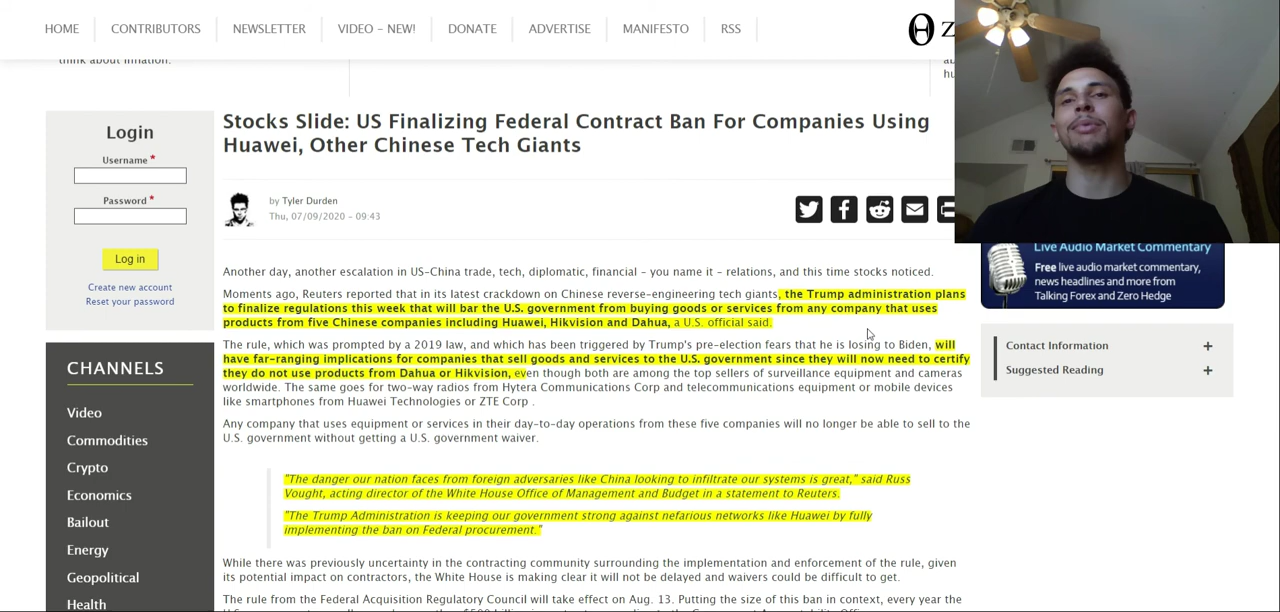 HOME
CONTRIBUTORS
NEWSLETTER
VIDEO – NEW!
DONATE
ADVERTISE
MANIFESTO
RSS
think about inflation.
Login
Username *
Password *
Log in
Create new account
Reset your password
CHANNELS
Video
Commodities
Crypto
Economics
Bailout
Energy
Geopolitical
Health
Stocks Slide: US Finalizing Federal Contract Ban For Companies Using
Huawei, Other Chinese Tech Giants
by Tyler Durden
Thu, 07/09/2020 - 09:43
Another day, another escalation in US-China trade, tech, diplomatic, financial - you name it - relations, and this time stocks noticed.
Moments ago, Reuters reported that in its latest crackdown on Chinese reverse-engineering tech giants, the Trump administration plans
to finalize regulations this week that will bar the U.S. government from buying goods or services from any company that uses
products from five Chinese companies including Huawei, Hikvision and Dahua, a U.S. official said.
The rule, which was prompted by a 2019 law, and which has been triggered by Trump's pre-election fears that he is losing to Biden, will
have far-ranging implications for companies that sell goods and services to the U.S. government since they will now need to certify
they do not use products from Dahua or Hikvision, even though both are among the top sellers of surveillance equipment and cameras
worldwide. The same goes for two-way radios from Hytera Communications Corp and telecommunications equipment or mobile devices
like smartphones from Huawei Technologies or ZTE Corp .
Any company that uses equipment or services in their day-to-day operations from these five companies will no longer be able to sell to the
U.S. government without getting a U.S. government waiver.
"The danger our nation faces from foreign adversaries like China looking to infiltrate our systems is great," said Russ
Vought, acting director of the White House Office of Management and Budget in a statement to Reuters.
"The Trump Administration is keeping our government strong against nefarious networks like Huawei by fully
implementing the ban on Federal procurement."
While there was previously uncertainty in the contracting community surrounding the implementation and enforcement of the rule, given
its potential impact on contractors, the White House is making clear it will not be delayed and waivers could be difficult to get.
The rule from the Federal Acquisition Regulatory Council will take effect on Aug. 13. Putting the size of this ban in context, every year the
Live Audio Market Commentary
Free live audio market commentary,
news headlines and more from
Talking Forex and Zero Hedge
Contact Information
Suggested Reading